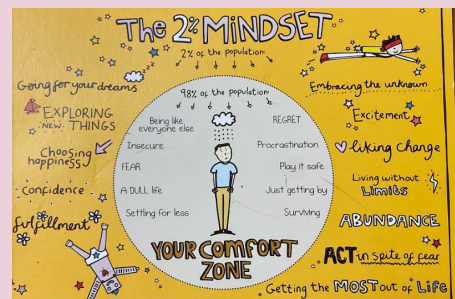 The 2% MINDSET
2% of the population
Going for your dreams
EXPLORING
NEW THINGS
Choosing
happiness
Confidence
fulfillment
98% of the population
Being like
everyone else
Insecure
FEAR
A DULL life
Settling for less
REGRET
Procrastination
Play it safe
Just getting by
Surviving
YOUR COMFORT
ZONE
Embracing the unknown
Excitement
liking change
Living without
Limits
ABUNDANCE
ACT in spite of fear
Getting the MOST out of Life